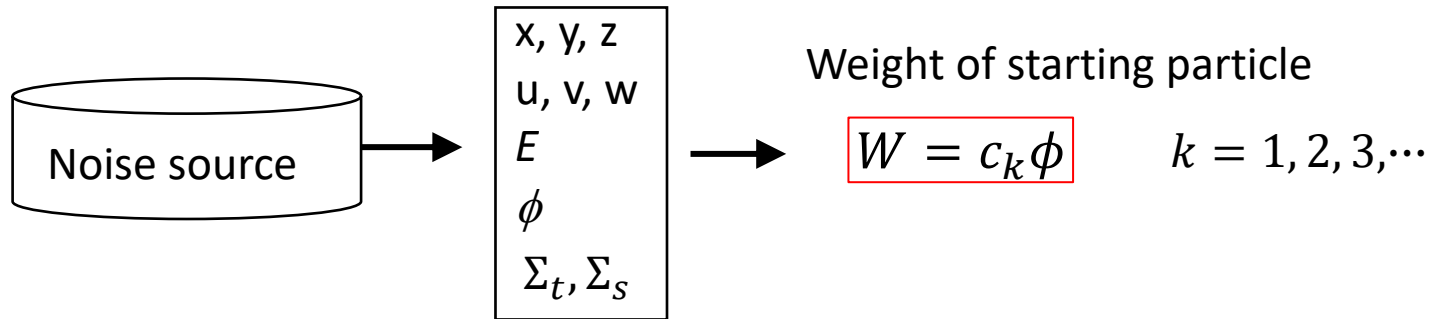 Noise source
x, y, z
u, v, w
E
ϕ
Σₜ, Σₛ
Weight of starting particle
W = cₖϕ
k = 1, 2, 3,⋯